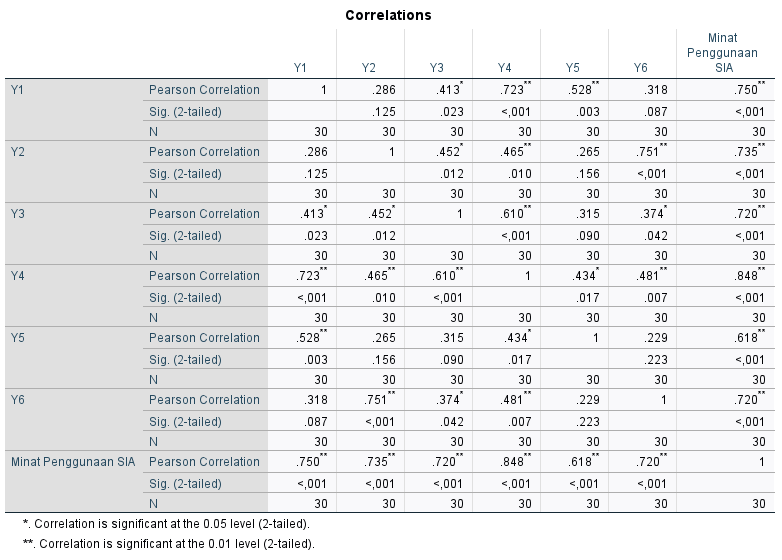 Correlations
Y1 Y2 Y3 Y4 Y5 Y6 Minat Penggunaan SIA
Y1 Pearson Correlation 1 .286 .413* .723** .528** .318 .750**
Sig. (2-tailed) .125 .023 <,001 .003 .087 <,001
N 30 30 30 30 30 30 30
Y2 Pearson Correlation .286 1 .452* .465** .265 .751** .735**
Sig. (2-tailed) .125 .012 .010 .156 <,001 <,001
N 30 30 30 30 30 30 30
Y3 Pearson Correlation .413* .452* 1 .610** .315 .374* .720**
Sig. (2-tailed) .023 .012 <,001 .090 .042 <,001
N 30 30 30 30 30 30 30
Y4 Pearson Correlation .723** .465** .610** 1 .434* .481** .848**
Sig. (2-tailed) <,001 .010 <,001 .017 .007 <,001
N 30 30 30 30 30 30 30
Y5 Pearson Correlation .528** .265 .315 .434* 1 .229 .618**
Sig. (2-tailed) .003 .156 .090 .017 .223 <,001
N 30 30 30 30 30 30 30
Y6 Pearson Correlation .318 .751** .374* .481** .229 1 .720**
Sig. (2-tailed) .087 <,001 .042 .007 .223 <,001
N 30 30 30 30 30 30 30
Minat Penggunaan SIA Pearson Correlation .750** .735** .720** .848** .618** .720** 1
Sig. (2-tailed) <,001 <,001 <,001 <,001 <,001 <,001
N 30 30 30 30 30 30 30
*. Correlation is significant at the 0.05 level (2-tailed).
**. Correlation is significant at the 0.01 level (2-tailed).